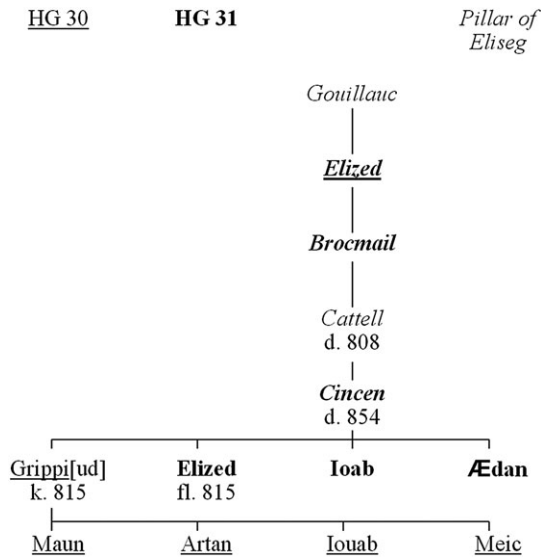 HG 30 HG 31 Pillar of
Eliseg
Gouillauc
Elized
Brocmail
Cattell
d. 808
Cincen
d. 854
Grippi[ud] Elized Ioab Ædan
k. 815 fl. 815
Maun Artan Iouab Meic